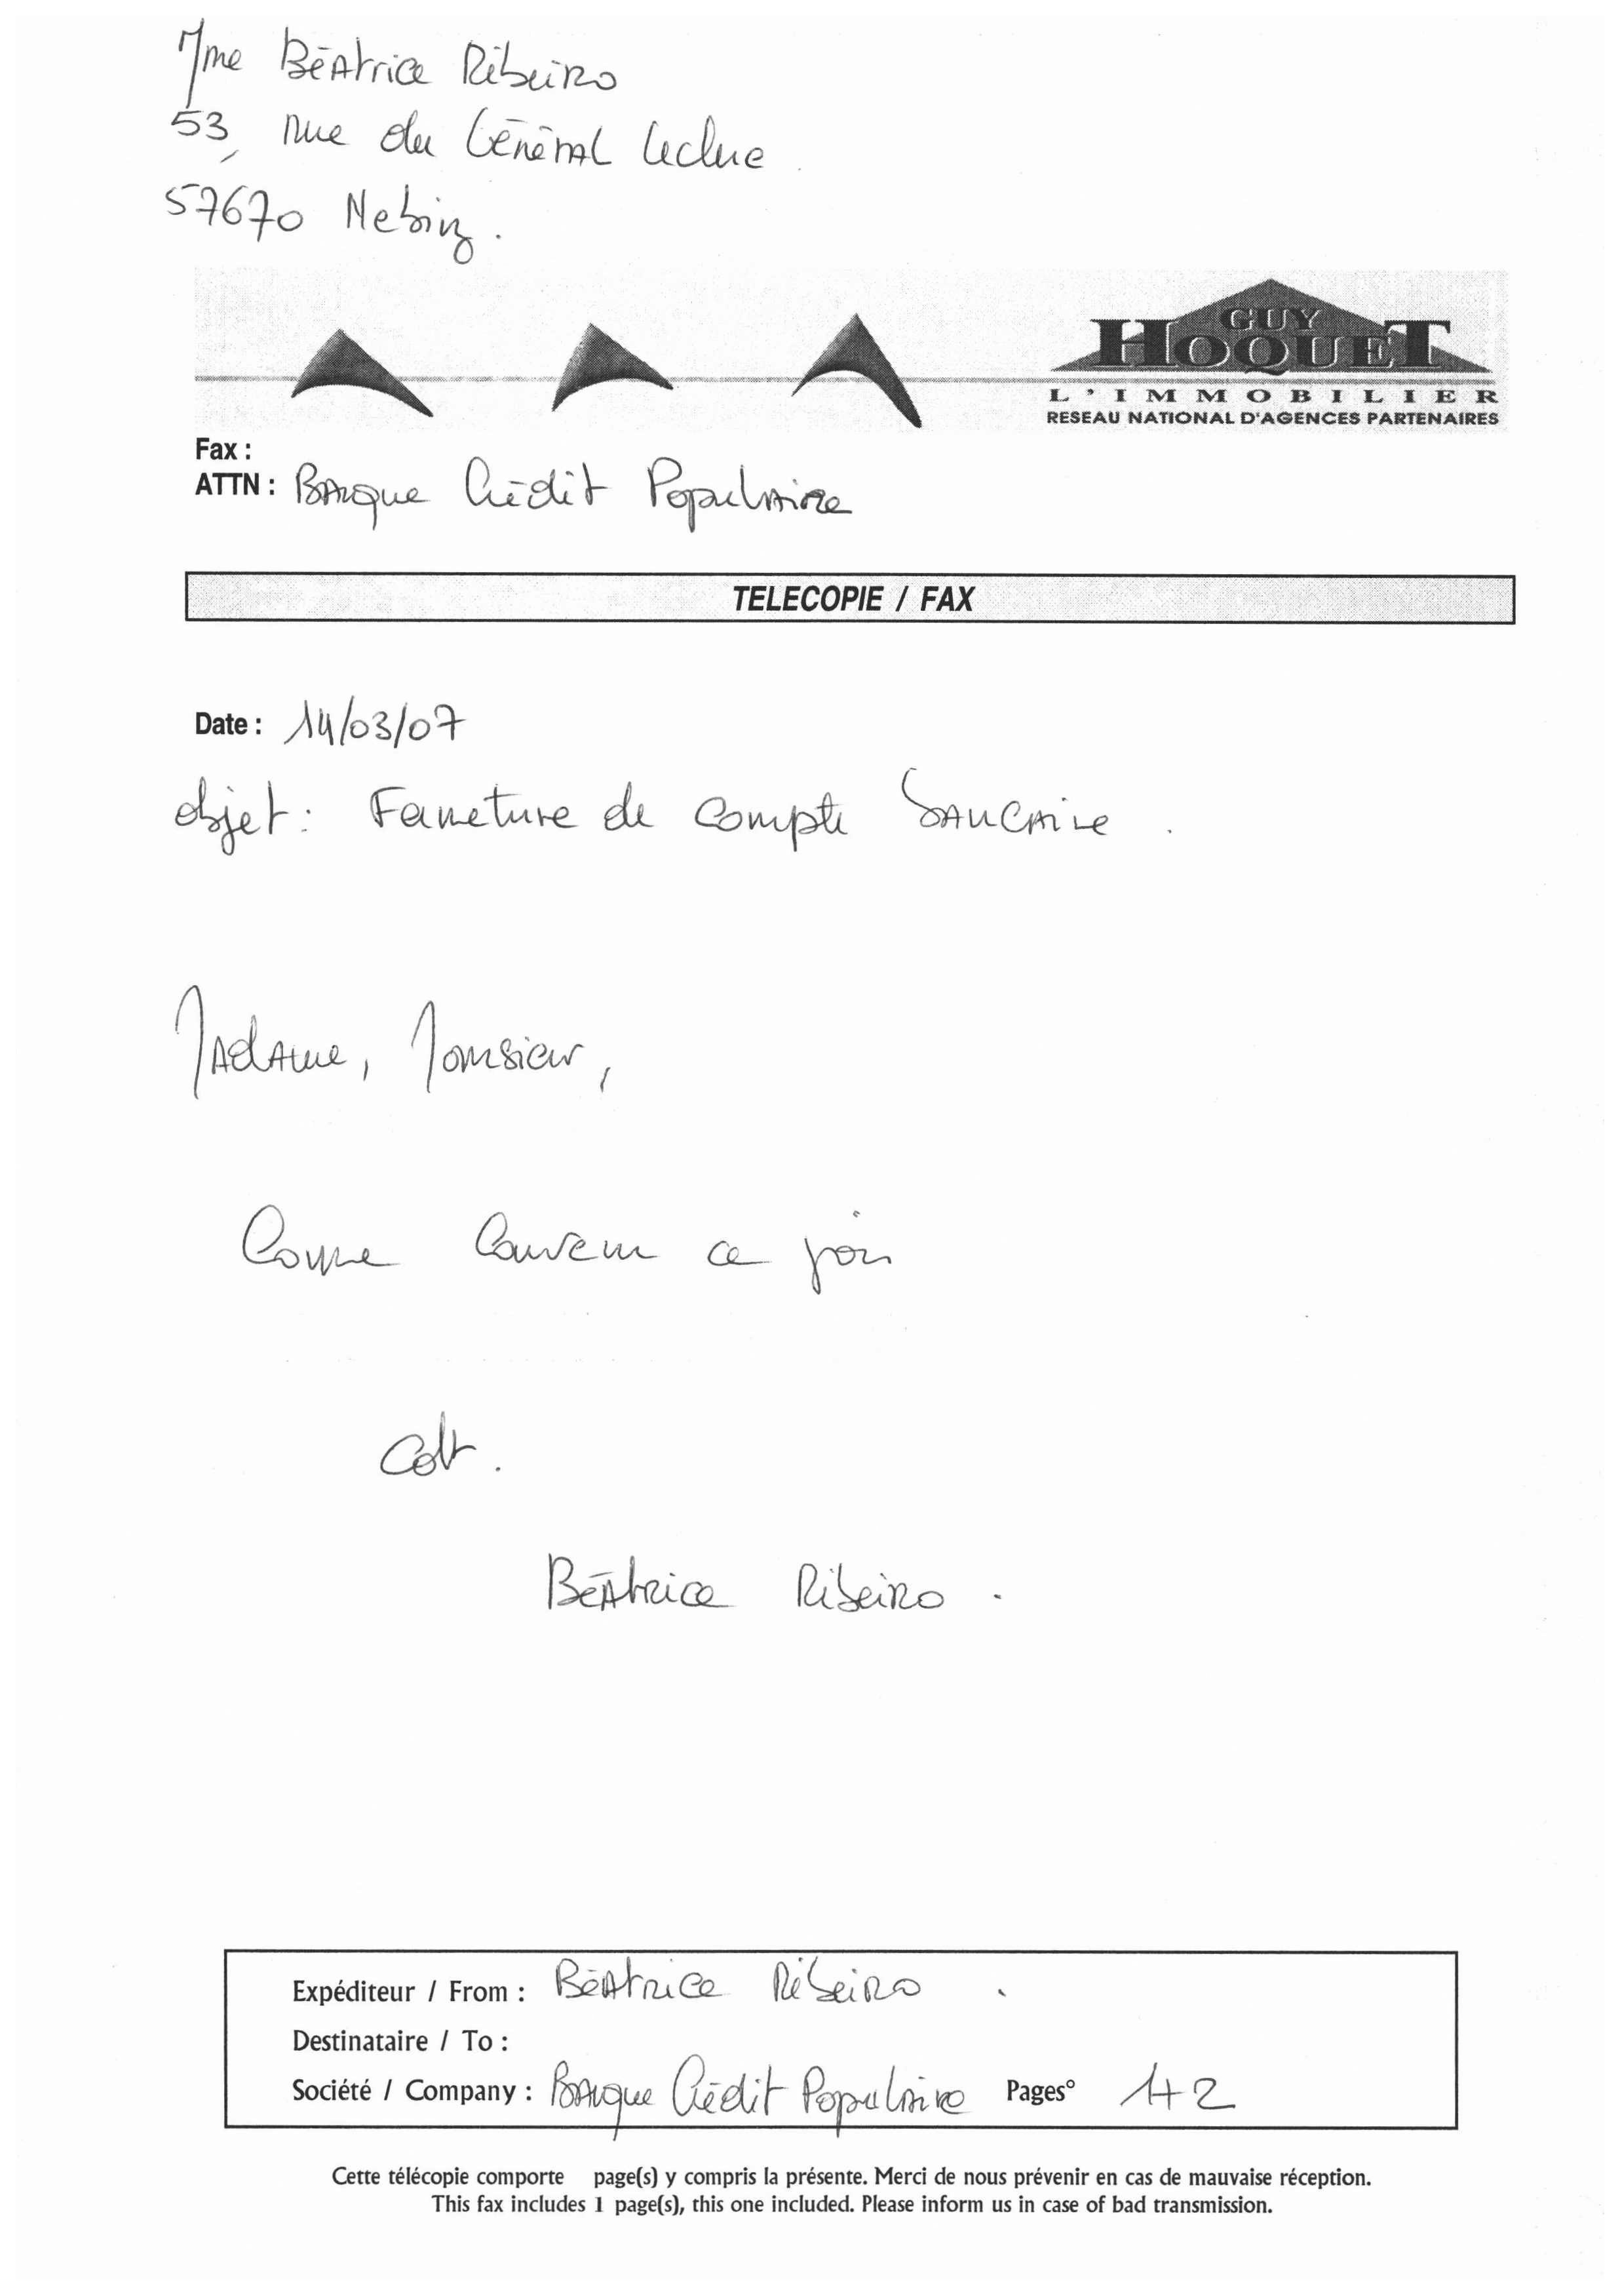 Mme Béatrice Ribeiro
53, rue du Général Leclerc
57670 Nebing.
GUY
HOQUET
L'IMMOBILIER
RESEAU NATIONAL D'AGENCES PARTENAIRES
Fax :
ATTN : Banque Crédit Populaire
TELECOPIE / FAX
Date : 14/03/07
objet : Fermeture de compte bancaire.
Madame, Monsieur,
Comme convenu ce jour
Cdt.
Béatrice Ribeiro.
Expéditeur / From : Béatrice Ribeiro.
Destinataire / To :
Société / Company : Banque Crédit Populaire Pages° 1+2
Cette télécopie comporte page(s) y compris la présente. Merci de nous prévenir en cas de mauvaise réception.
This fax includes 1 page(s), this one included. Please inform us in case of bad transmission.